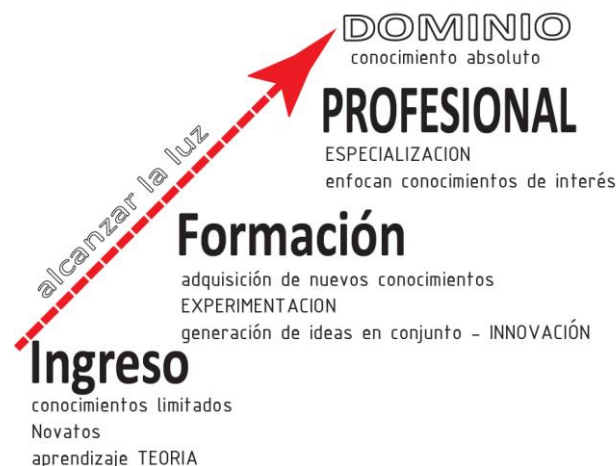 DOMINIO
conocimiento absoluto
PROFESIONAL
ESPECIALIZACION
enfocan conocimientos de interés
alcanzar la luz
Formación
adquisición de nuevos conocimientos
EXPERIMENTACION
generación de ideas en conjunto - INNOVACIÓN
Ingreso
conocimientos limitados
Novatos
aprendizaje TEORIA